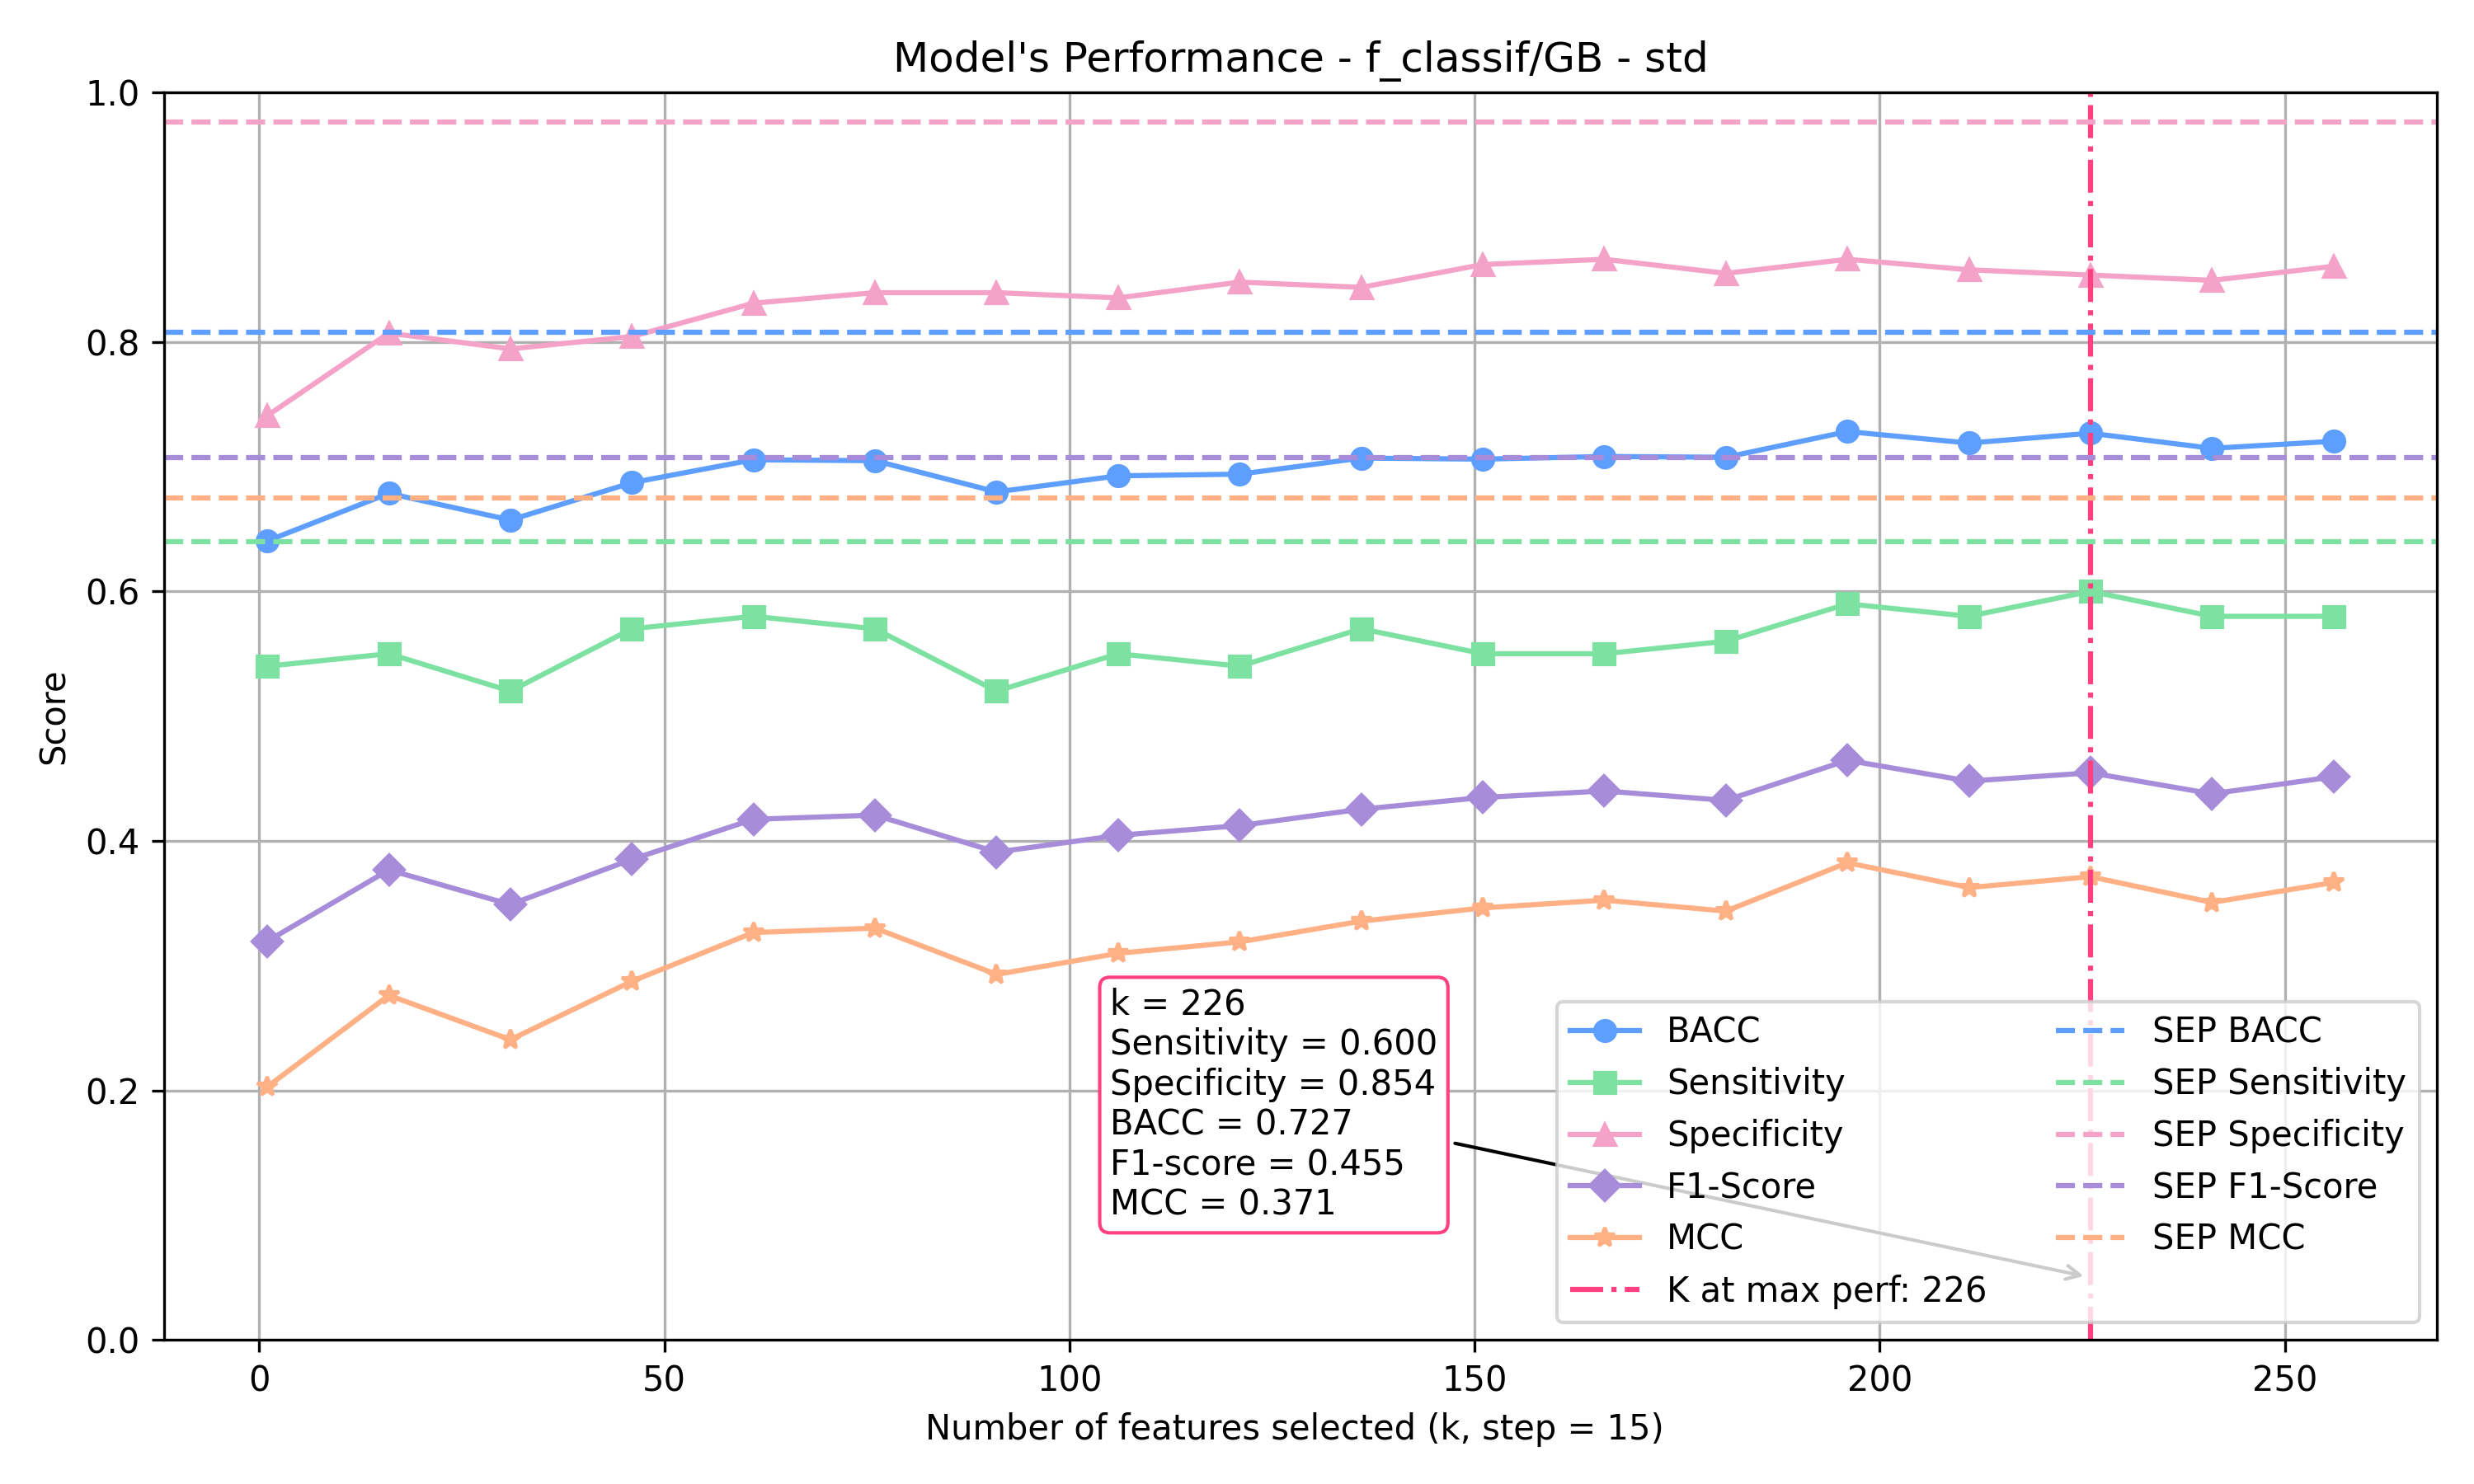 Model's Performance - f_classif/GB - std
1.0
0.8
0.6
0.4
0.2
0.0
Score
0
50
100
150
200
250
Number of features selected (k, step = 15)
k = 226
Sensitivity = 0.600
Specificity = 0.854
BACC = 0.727
F1-score = 0.455
MCC = 0.371
BACC
Sensitivity
Specificity
F1-Score
MCC
K at max perf: 226
SEP BACC
SEP Sensitivity
SEP Specificity
SEP F1-Score
SEP MCC